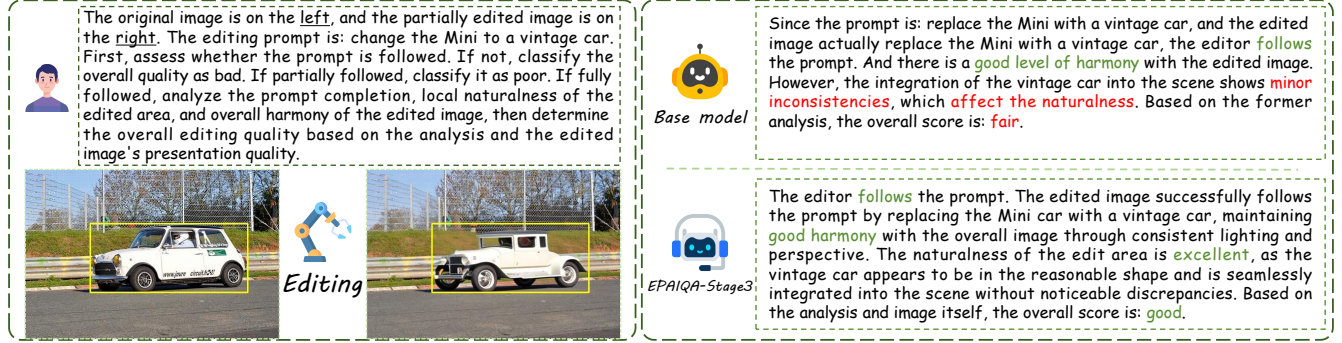 The original image is on the left, and the partially edited image is on
the right. The editing prompt is: change the Mini to a vintage car.
First, assess whether the prompt is followed. If not, classify the
overall quality as bad. If partially followed, classify it as poor. If fully
followed, analyze the prompt completion, local naturalness of the
edited area, and overall harmony of the edited image, then determine
the overall editing quality based on the analysis and the edited
image's presentation quality.
Editing
Base model
Since the prompt is: replace the Mini with a vintage car, and the edited
image actually replace the Mini with a vintage car, the editor follows
the prompt. And there is a good level of harmony with the edited image.
However, the integration of the vintage car into the scene shows minor
inconsistencies, which affect the naturalness. Based on the former
analysis, the overall score is: fair.
EPAIQA-Stage3
The editor follows the prompt. The edited image successfully follows
the prompt by replacing the Mini car with a vintage car, maintaining
good harmony with the overall image through consistent lighting and
perspective. The naturalness of the edit area is excellent, as the
vintage car appears to be in the reasonable shape and is seamlessly
integrated into the scene without noticeable discrepancies. Based on
the analysis and image itself, the overall score is: good.